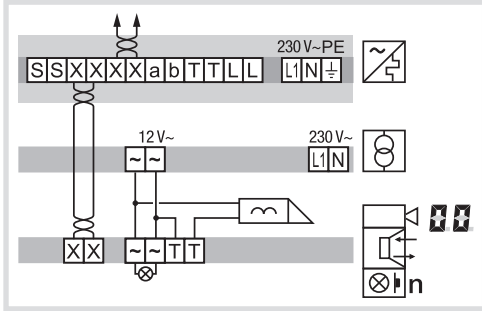 230 V~PE
S S X X X X a b T T L L L1 N
12 V~ 230 V~
~ ~ L1 N
X X ~ ~ T T
n